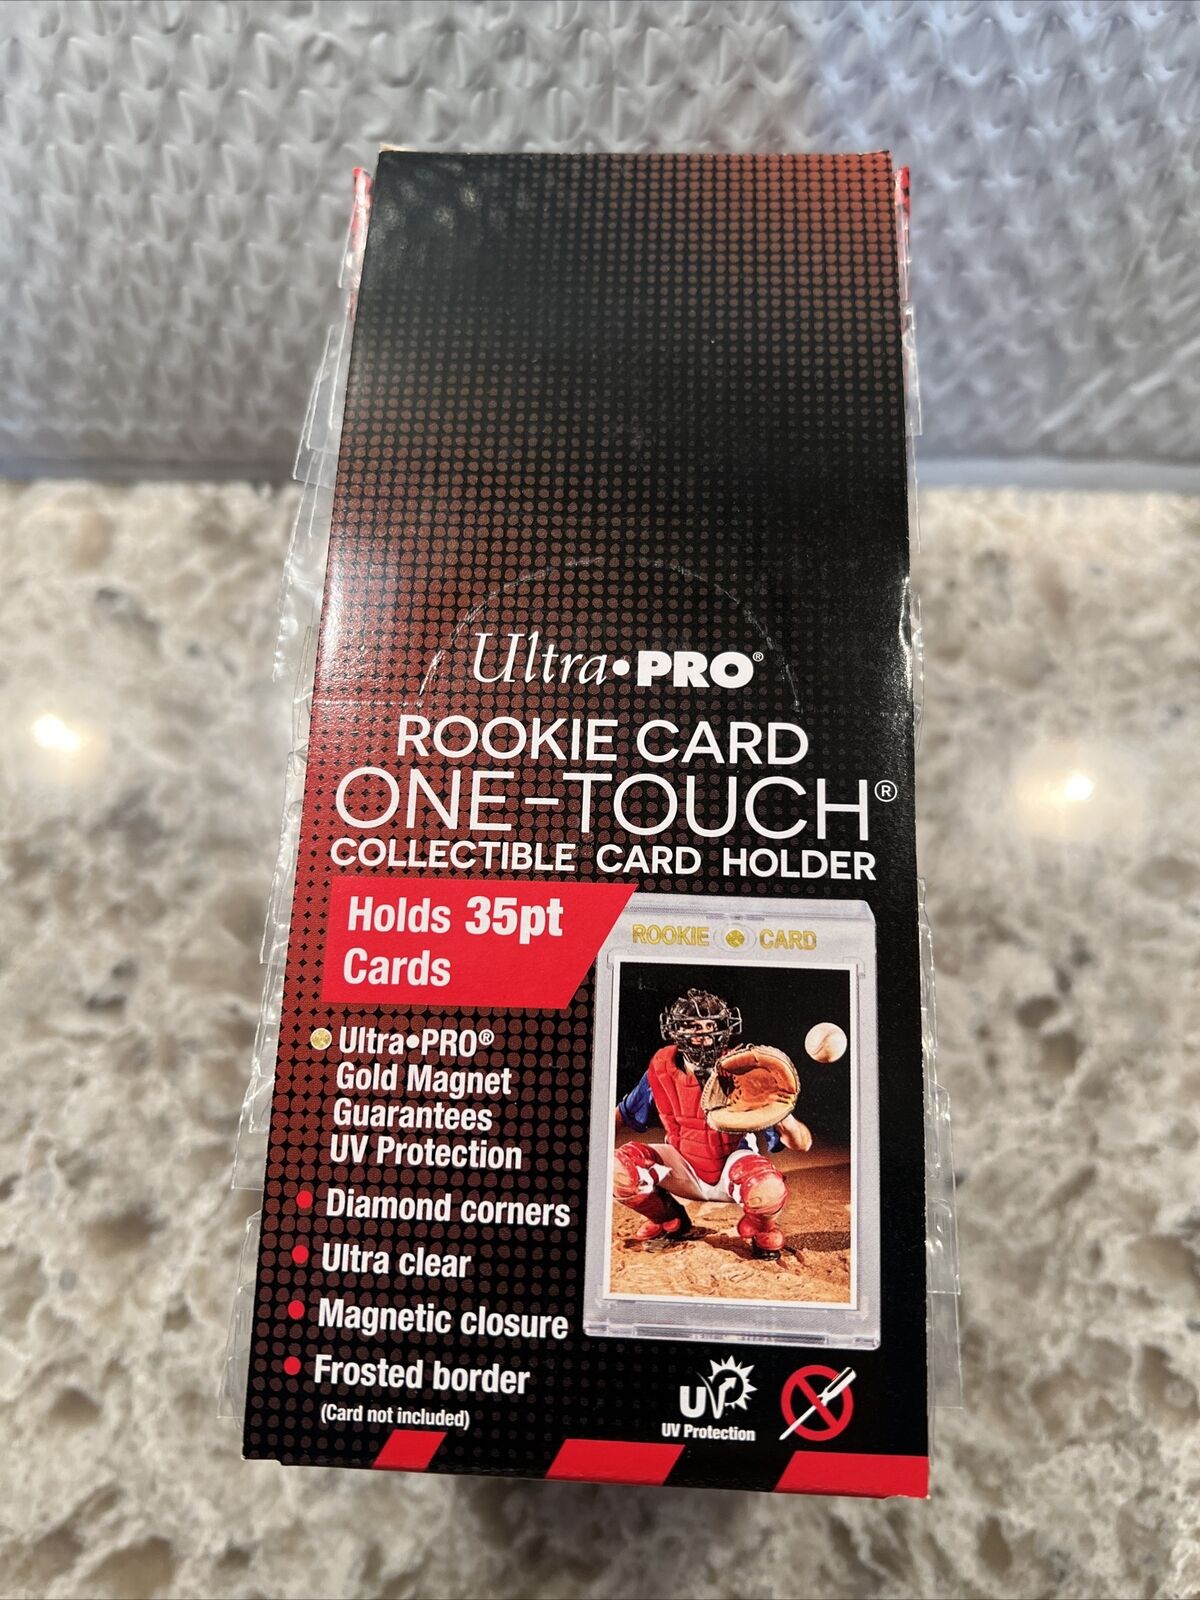 Ultra•PRO®
ROOKIE CARD
ONE-TOUCH®
COLLECTIBLE CARD HOLDER
Holds 35pt
Cards
ROOKIE CARD
Ultra•PRO®
Gold Magnet
Guarantees
UV Protection
Diamond corners
Ultra clear
Magnetic closure
Frosted border
(Card not included)
UV
UV Protection